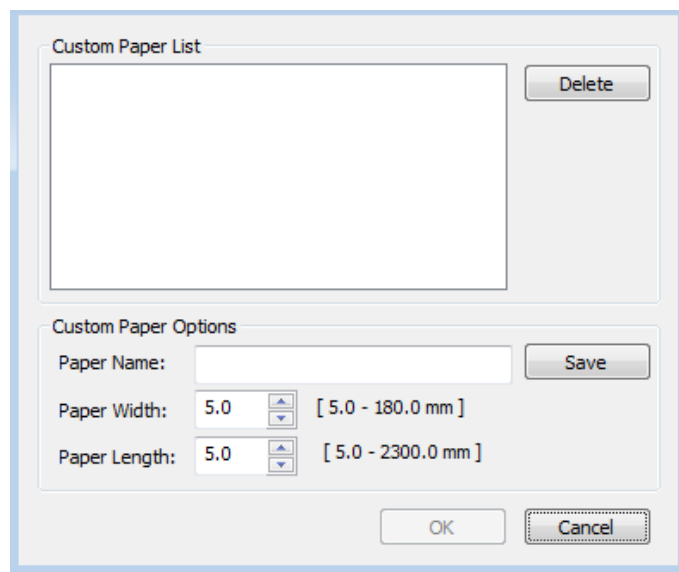 Custom Paper List
Delete
Custom Paper Options
Paper Name:
Save
Paper Width: 5.0 [ 5.0 - 180.0 mm ]
Paper Length: 5.0 [ 5.0 - 2300.0 mm ]
OK Cancel